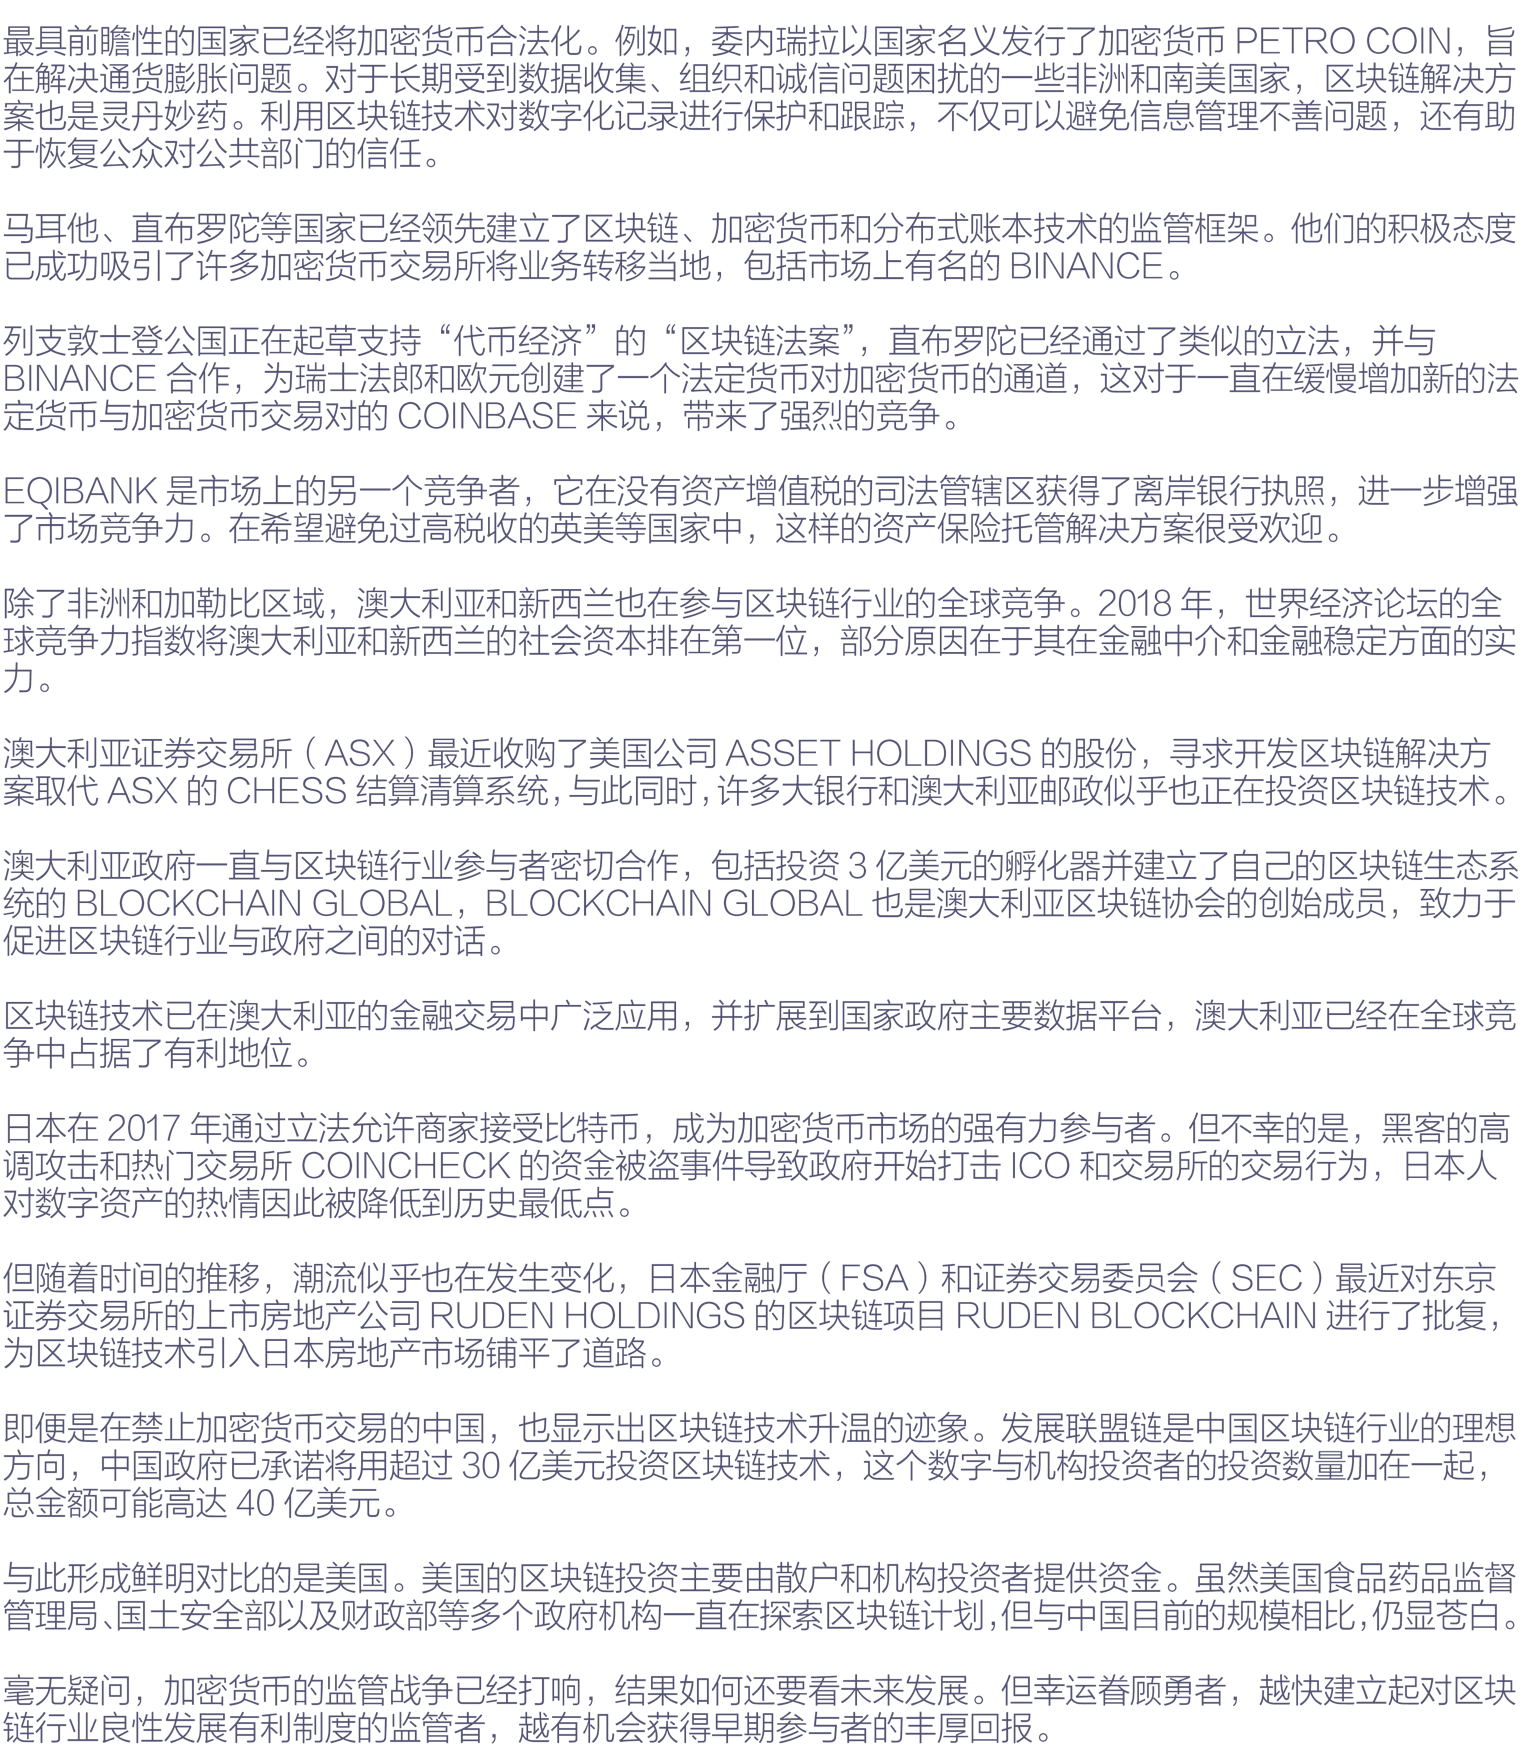 最具前瞻性的国家已经将加密货币合法化。例如，委内瑞拉以国家名义发行了加密货币 PETRO COIN，旨
在解决通货膨胀问题。对于长期受到数据收集、组织和诚信问题困扰的一些非洲和南美国家，区块链解决方
案也是灵丹妙药。利用区块链技术对数字化记录进行保护和跟踪，不仅可以避免信息管理不善问题，还有助
于恢复公众对公共部门的信任。
马耳他、直布罗陀等国家已经领先建立了区块链、加密货币和分布式账本技术的监管框架。他们的积极态度
已成功吸引了许多加密货币交易所将业务转移当地，包括市场上有名的 BINANCE。
列支敦士登公国正在起草支持“代币经济”的“区块链法案”，直布罗陀已经通过了类似的立法，并与
BINANCE 合作，为瑞士法郎和欧元创建了一个法定货币对加密货币的通道，这对于一直在缓慢增加新的法
定货币与加密货币交易对的 COINBASE 来说，带来了强烈的竞争。
EQIBANK 是市场上的另一个竞争者，它在没有资产增值税的司法管辖区获得了离岸银行执照，进一步增强
了市场竞争力。在希望避免过高税收的英美等国家中，这样的资产保险托管解决方案很受欢迎。
除了非洲和加勒比区域，澳大利亚和新西兰也在参与区块链行业的全球竞争。2018 年，世界经济论坛的全
球竞争力指数将澳大利亚和新西兰的社会资本排在第一位，部分原因在于其在金融中介和金融稳定方面的实
力。
澳大利亚证券交易所（ASX）最近收购了美国公司 ASSET HOLDINGS 的股份，寻求开发区块链解决方
案取代 ASX 的 CHESS 结算清算系统，与此同时，许多大银行和澳大利亚邮政似乎也正在投资区块链技术。
澳大利亚政府一直与区块链行业参与者密切合作，包括投资 3 亿美元的孵化器并建立了自己的区块链生态系
统的 BLOCKCHAIN GLOBAL，BLOCKCHAIN GLOBAL 也是澳大利亚区块链协会的创始成员，致力于
促进区块链行业与政府之间的对话。
区块链技术已在澳大利亚的金融交易中广泛应用，并扩展到国家政府主要数据平台，澳大利亚已经在全球竞
争中占据了有利地位。
日本在 2017 年通过立法允许商家接受比特币，成为加密货币市场的强有力参与者。但不幸的是，黑客的高
调攻击和热门交易所 COINCHECK 的资金被盗事件导致政府开始打击 ICO 和交易所的交易行为，日本人
对数字资产的热情因此被降低到历史最低点。
但随着时间的推移，潮流似乎也在发生变化，日本金融厅（FSA）和证券交易委员会（SEC）最近对东京
证券交易所的上市房地产公司 RUDEN HOLDINGS 的区块链项目 RUDEN BLOCKCHAIN 进行了批复，
为区块链技术引入日本房地产市场铺平了道路。
即便是在禁止加密货币交易的中国，也显示出区块链技术升温的迹象。发展联盟链是中国区块链行业的理想
方向，中国政府已承诺将用超过 30 亿美元投资区块链技术，这个数字与机构投资者的投资数量加在一起，
总金额可能高达 40 亿美元。
与此形成鲜明对比的是美国。美国的区块链投资主要由散户和机构投资者提供资金。虽然美国食品药品监督
管理局、国土安全部以及财政部等多个政府机构一直在探索区块链计划，但与中国目前的规模相比，仍显苍白。
毫无疑问，加密货币的监管战争已经打响，结果如何还要看未来发展。但幸运眷顾勇者，越快建立起对区块
链行业良性发展有利制度的监管者，越有机会获得早期参与者的丰厚回报。